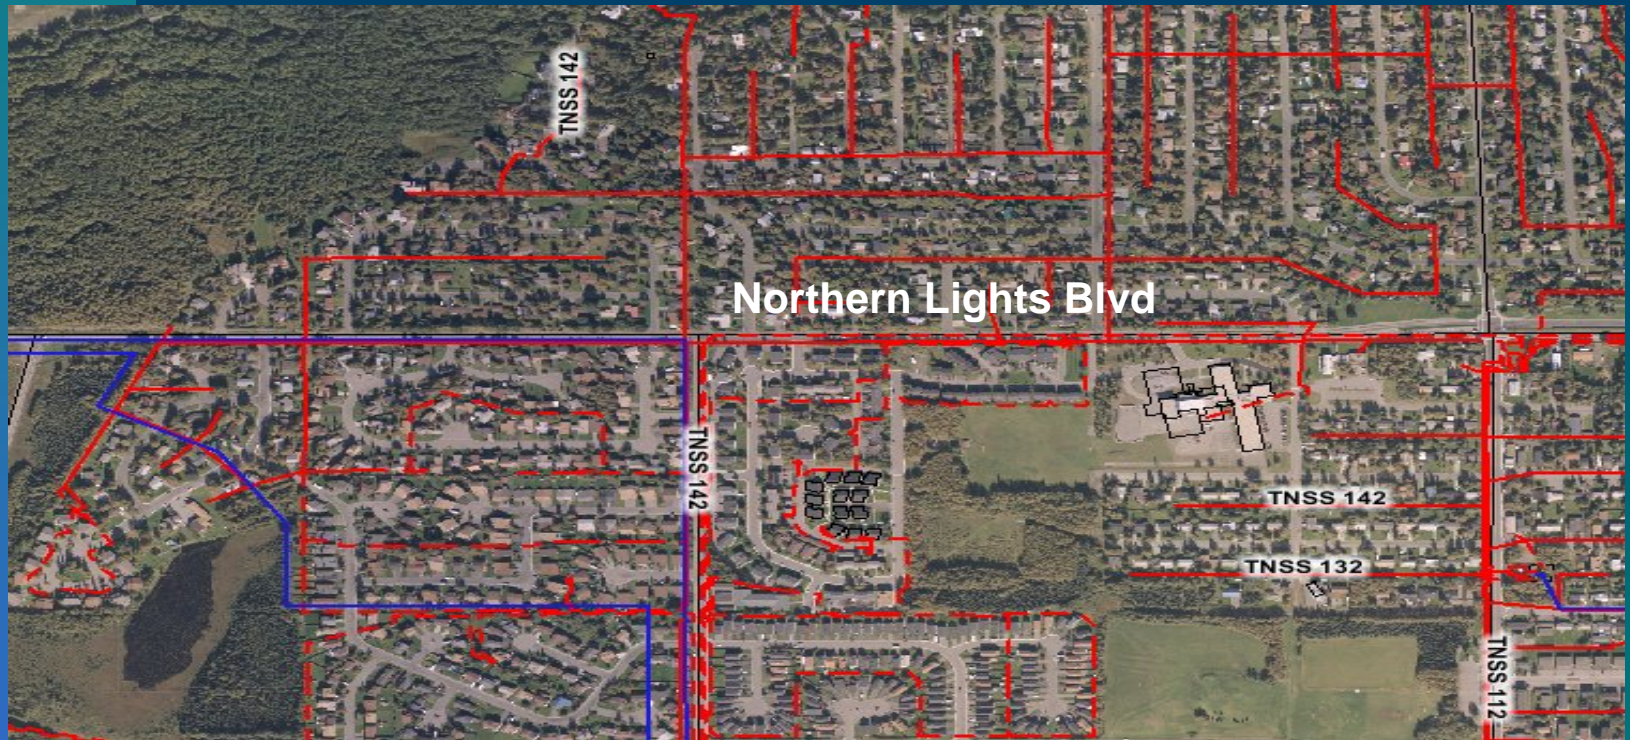 TNSS 142
Northern Lights Blvd
TNSS 142
TNSS 142
TNSS 132
TNSS 112